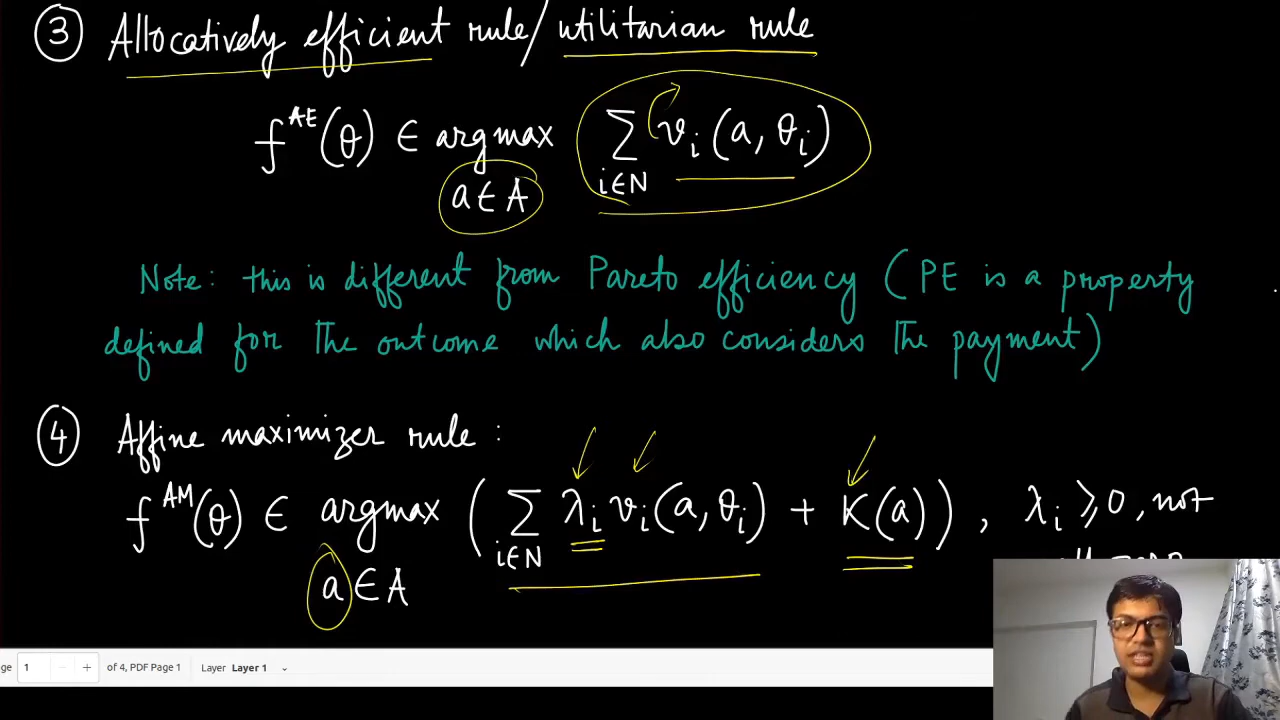 ③ Allocatively efficient rule/utilitarian rule
f^AE(θ) ∈ argmax ∑ v_i(a, θ_i)
a∈A i∈N
Note: this is different from Pareto efficiency (PE is a property
defined for the outcome which also considers the payment)
④ Affine maximizer rule:
f^AM(θ) ∈ argmax (∑ λ_i v_i(a, θ_i) + κ(a)), λ_i ⩾ 0, not
a∈A i∈N
1 of 4, PDF Page 1 Layer Layer 1